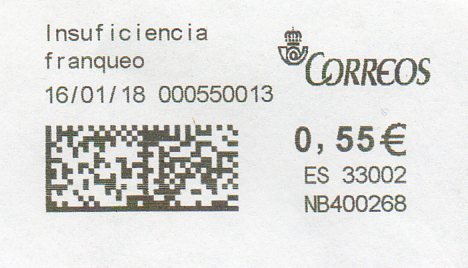 Insuficiencia
franqueo
16/01/18 000550013
CORREOS
0,55€
ES 33002
NB400268